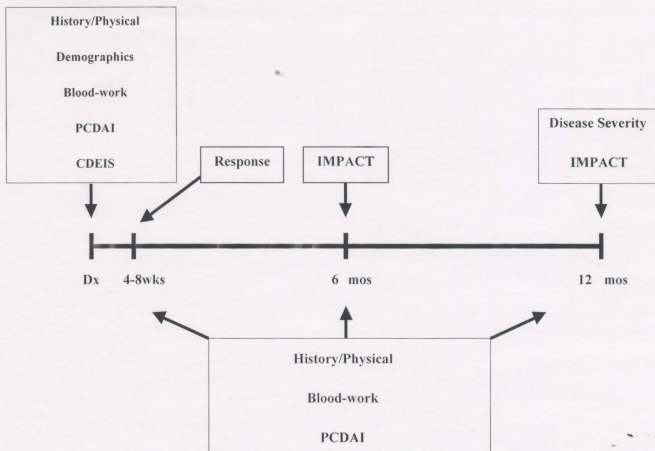 History/Physical
Demographics
Blood-work
PCDAI
CDEIS
Response
IMPACT
Disease Severity
IMPACT
Dx
4-8wks
6 mos
12 mos
History/Physical
Blood-work
PCDAI